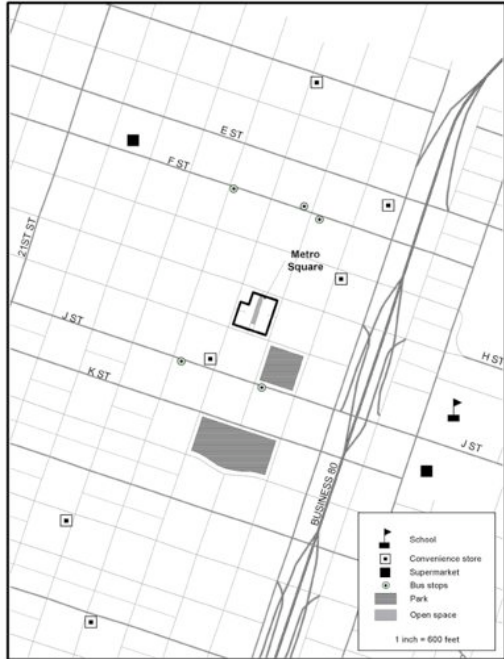 E ST
F ST
21ST ST
Metro
Square
J ST
H ST
K ST
J ST
BUSINESS 80
School
Convenience store
Supermarket
Bus stops
Park
Open space
1 inch = 600 feet